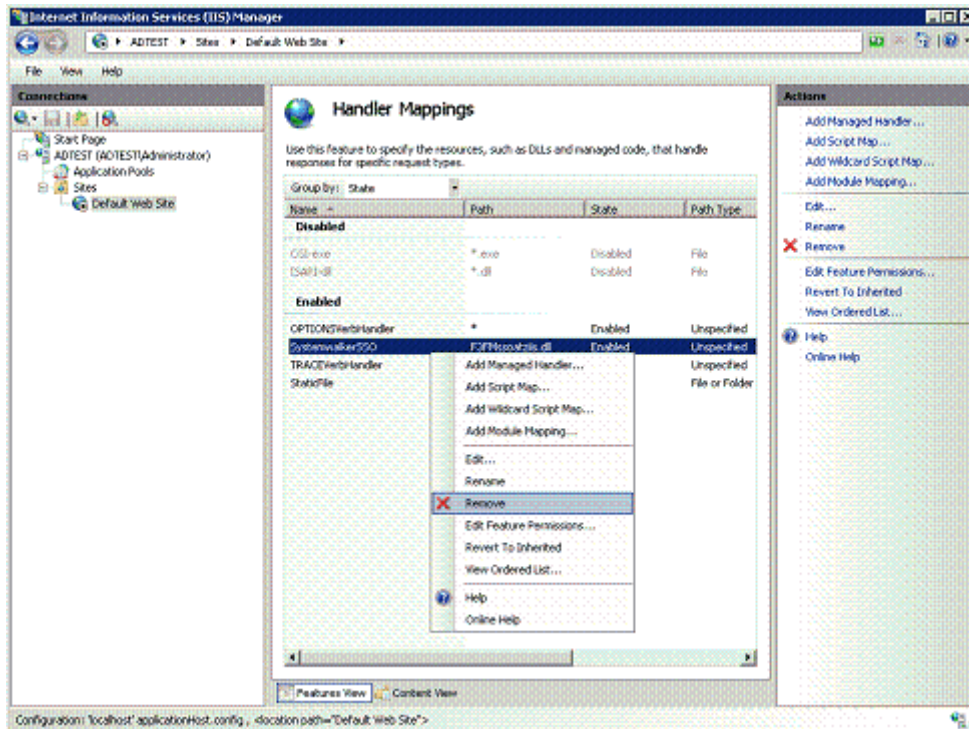 Internet Information Services (IIS) Manager
ADTEST Sites Default Web Site
File View Help
Connections
Start Page
ADTEST (ADTEST\Administrator)
Application Pools
Sites
Default Web Site
Handler Mappings
Use this feature to specify the resources, such as DLLs and managed code, that handle
responses for specific request types.
Group by: State
Name Path State Path Type
Disabled
CGI-exe *.exe Disabled File
ISAPI-dll *.dll Disabled File
Enabled
OPTIONSVerbHandler * Enabled Unspecified
SystemwalkerSSO F3FMssoatziis.dll Enabled Unspecified
TRACEVerbHandler Unspecified
StaticFile File or Folder
Add Managed Handler...
Add Script Map...
Add Wildcard Script Map...
Add Module Mapping...
Edit...
Rename
Remove
Edit Feature Permissions...
Revert To Inherited
View Ordered List...
Help
Online Help
Features View Content View
Actions
Add Managed Handler...
Add Script Map...
Add Wildcard Script Map...
Add Module Mapping...
Edit...
Rename
Remove
Edit Feature Permissions...
Revert To Inherited
View Ordered List...
Help
Online Help
Configuration: 'localhost' applicationHost.config , <location path="Default Web Site">